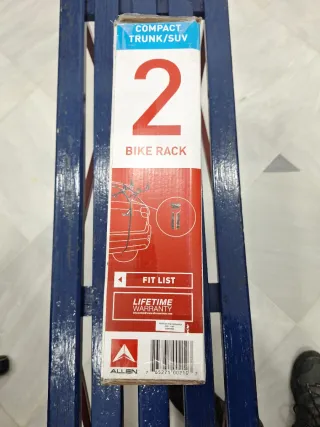 COMPACT
TRUNK/SUV
2
BIKE RACK
FIT LIST
LIFETIME
WARRANTY
ALLEN